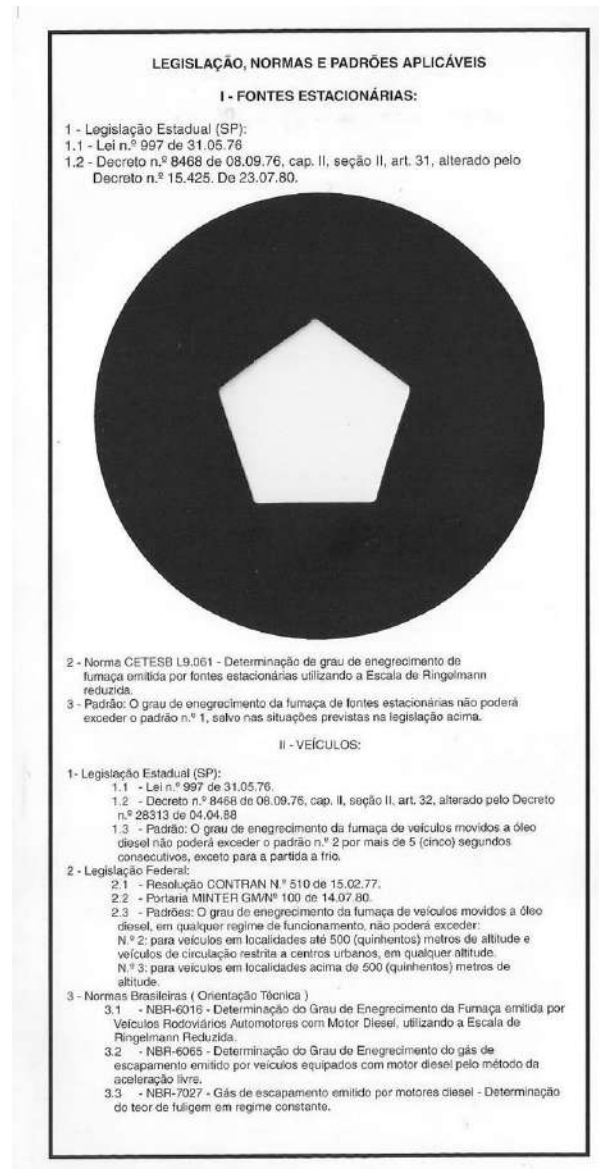 LEGISLAÇÃO, NORMAS E PADRÕES APLICÁVEIS
I - FONTES ESTACIONÁRIAS:
1 - Legislação Estadual (SP):
1.1 - Lei n.º 997 de 31.05.76
1.2 - Decreto n.º 8468 de 08.09.76, cap. II, seção II, art. 31, alterado pelo
Decreto n.º 15.425. De 23.07.80.
2 - Norma CETESB L9.061 - Determinação de grau de enegrecimento de
fumaça emitida por fontes estacionárias utilizando a Escala de Ringelmann
reduzida.
3 - Padrão: O grau de enegrecimento da fumaça de fontes estacionárias não poderá
exceder o padrão n.º 1, salvo nas situações previstas na legislação acima.
II - VEÍCULOS:
1- Legislação Estadual (SP):
1.1 - Lei n.º 997 de 31.05.76.
1.2 - Decreto n.º 8468 de 08.09.76, cap. II, seção II, art. 32, alterado pelo Decreto
n.º 28313 de 04.04.88
1.3 - Padrão: O grau de enegrecimento da fumaça de veículos movidos a óleo
diesel não poderá exceder o padrão n.º 2 por mais de 5 (cinco) segundos
consecutivos, exceto para a partida a frio.
2 - Legislação Federal:
2.1 - Resolução CONTRAN N.º 510 de 15.02.77.
2.2 - Portaria MINTER GM/Nº 100 de 14.07.80.
2.3 - Padrões: O grau de enegrecimento da fumaça de veículos movidos a óleo
diesel, em qualquer regime de funcionamento, não poderá exceder:
N.º 2: para veículos em localidades até 500 (quinhentos) metros de altitude e
veículos de circulação restrita a centros urbanos, em qualquer altitude.
N.º 3: para veículos em localidades acima de 500 (quinhentos) metros de
altitude.
3 - Normas Brasileiras ( Orientação Técnica )
3.1 - NBR-6016 - Determinação do Grau de Enegrecimento da Fumaça emitida por
Veículos Rodoviários Automotores com Motor Diesel, utilizando a Escala de
Ringelmann Reduzida.
3.2 - NBR-6065 - Determinação do Grau de Enegrecimento do gás de
escapamento emitido por veículos equipados com motor diesel pelo método da
aceleração livre.
3.3 - NBR-7027 - Gás de escapamento emitido por motores diesel - Determinação
do teor de fuligem em regime constante.